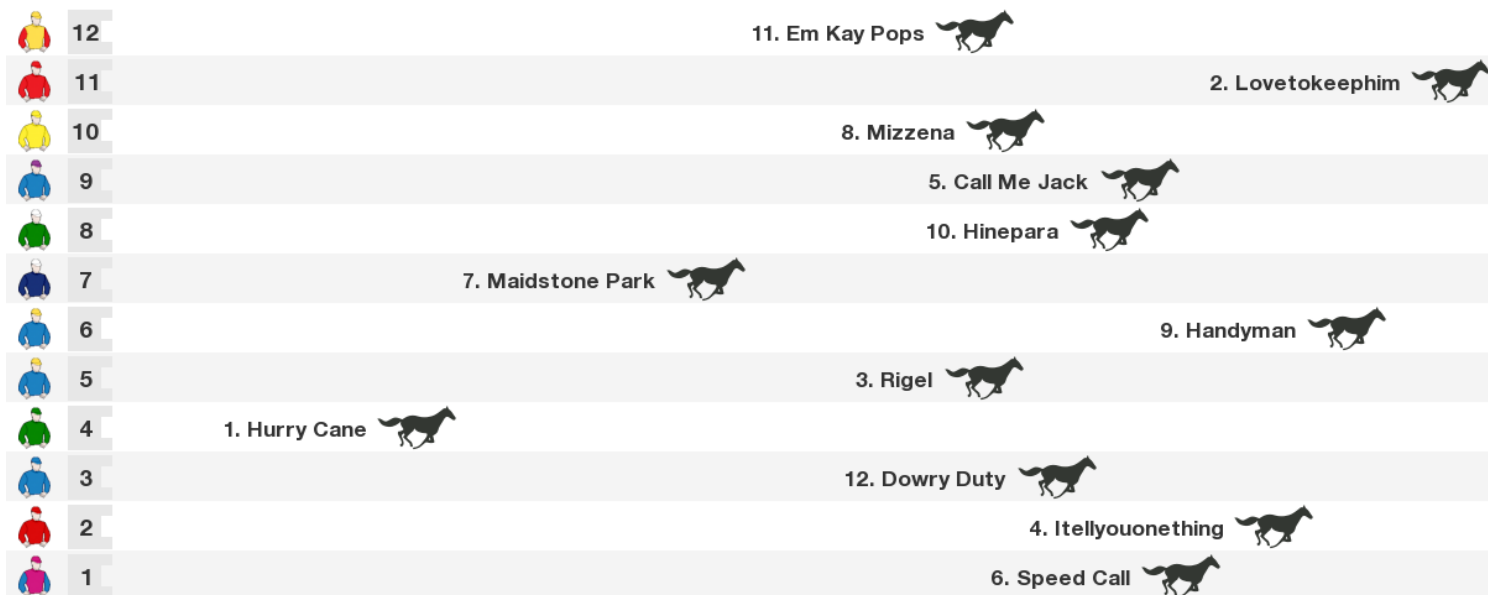 12 11. Em Kay Pops
11 2. Lovetokeephim
10 8. Mizzena
9 5. Call Me Jack
8 10. Hinepara
7 7. Maidstone Park
6 9. Handyman
5 3. Rigel
4 1. Hurry Cane
3 12. Dowry Duty
2 4. Itellyouonething
1 6. Speed Call